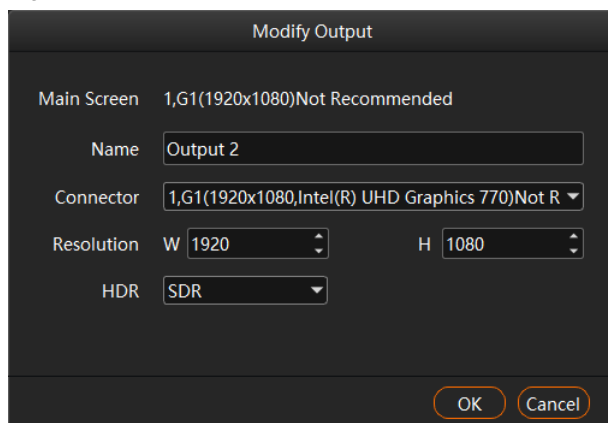 Modify Output
Main Screen 1,G1(1920x1080)Not Recommended
Name Output 2
Connector 1,G1(1920x1080,Intel(R) UHD Graphics 770)Not R
Resolution W 1920 H 1080
HDR SDR
OK Cancel